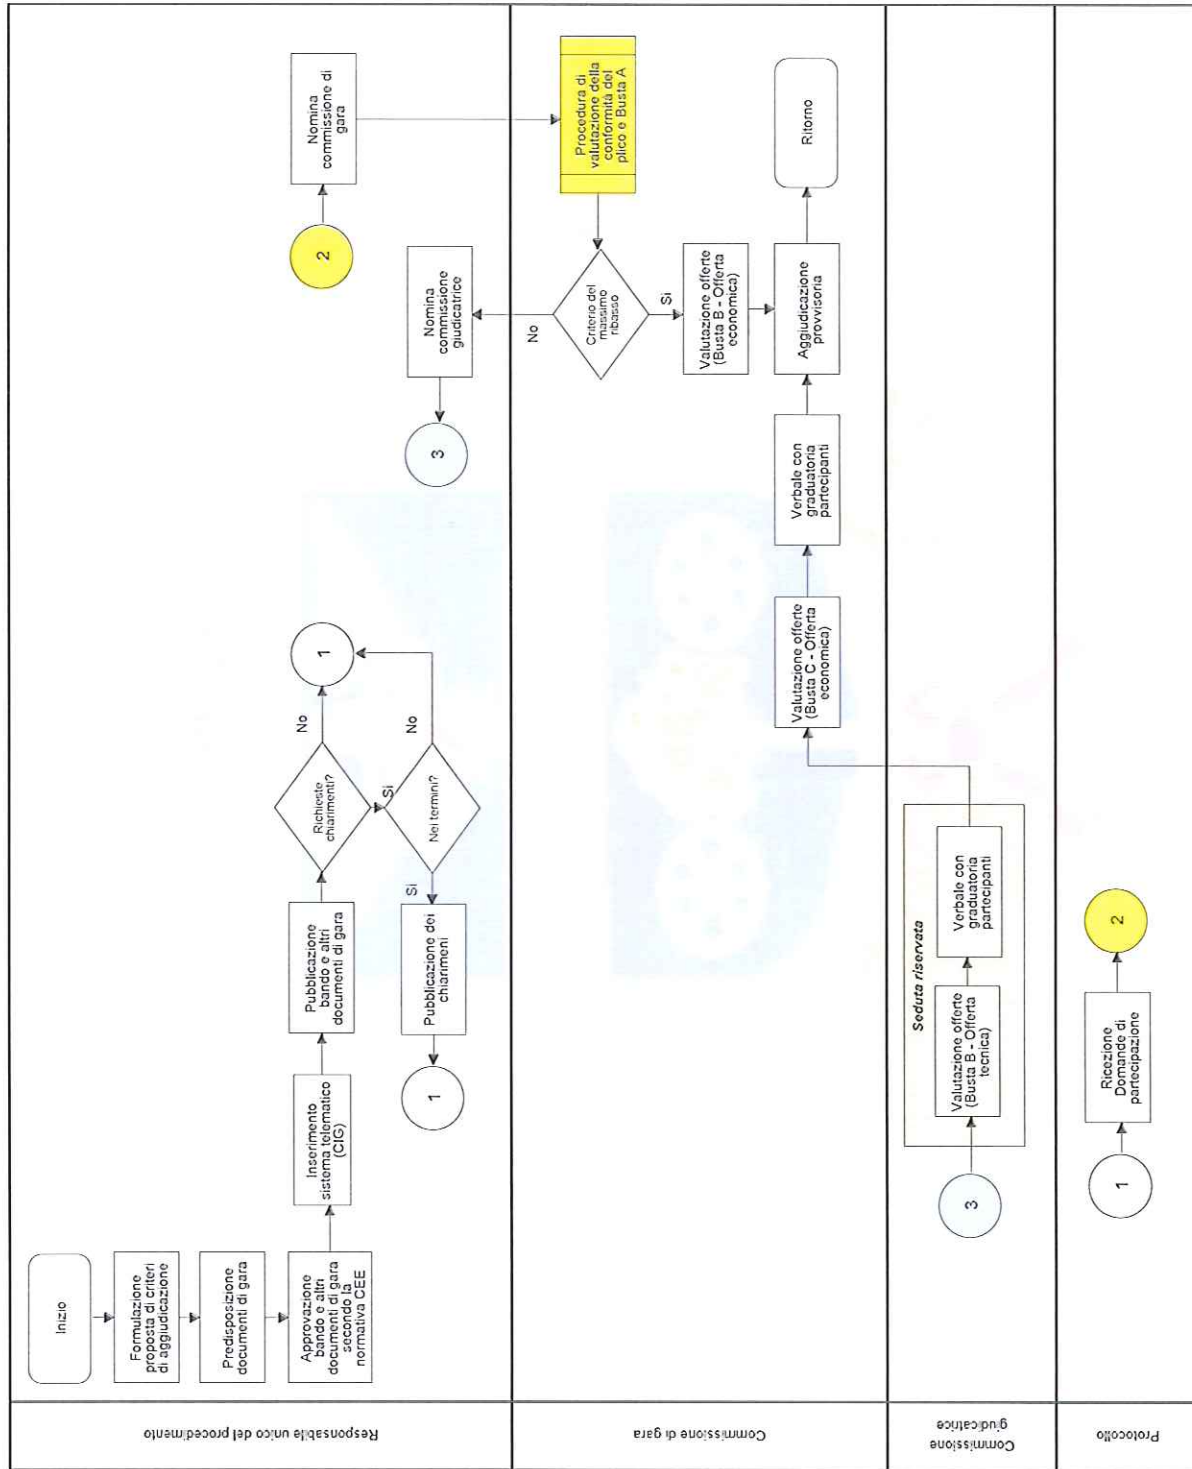 Responsabile unico del procedimento
Inizio
Formulazione
proposta di criteri
di aggiudicazione
Predisposizione
documenti di gara
Approvazione
bando e altri
documenti di gara
secondo la
normativa CEE
Inserimento
sistema telematico
(CIG)
Pubblicazione
bando e altri
documenti di gara
Richieste
chiarimenti?
No
1
Si
Nei termini?
No
Si
Pubblicazione dei
chiarimeni
1
2
Nomina
commissione di
gara
Nomina
commissione
giudicatrice
3
Commissione di gara
Procedura di
valutazione della
conformità del
plico e Busta A
Criterio del
massimo
ribasso
No
Si
Valutazione offerte
(Busta B - Offerta
economica)
Valutazione offerte
(Busta C - Offerta
economica)
Verbale con
graduatoria
partecipanti
Aggiudicazione
provvisoria
Ritorno
Commissione
giudicatrice
3
Seduta riservata
Valutazione offerte
(Busta B - Offerta
tecnica)
Verbale con
graduatoria
partecipanti
Protocollo
1
Ricezione
Domande di
partecipazione
2